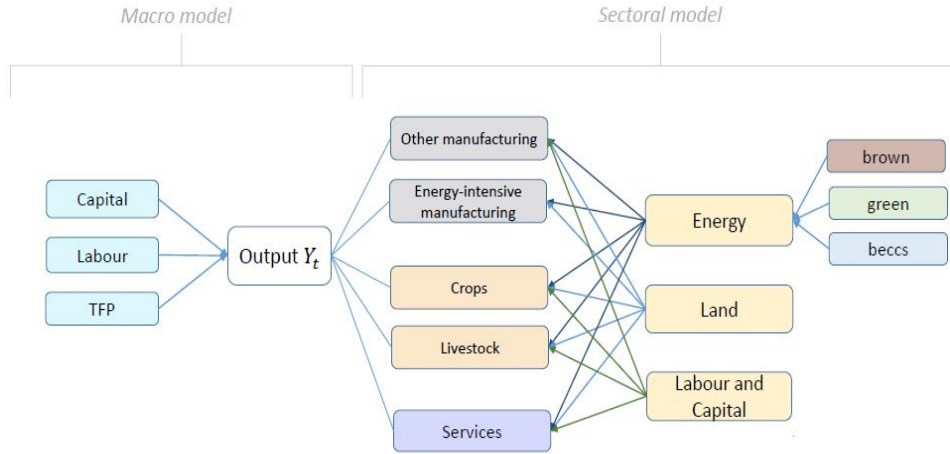 Macro model
Sectoral model
Other manufacturing
Energy-intensive
manufacturing
Crops
Livestock
Services
Capital
Labour
TFP
Output Yₜ
Energy
Land
Labour and
Capital
brown
green
beccs